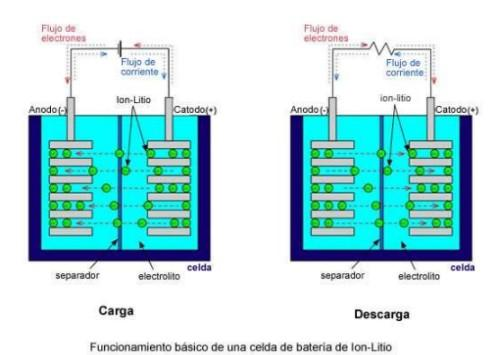 Flujo de
electrones
Flujo de
corriente
Anodo(-)
Ion-Litio
Catodo(+)
separador
electrolito
celda
Carga
Flujo de
electrones
Flujo de
corriente
Anodo(-)
ion-litio
Catodo(+)
separador
electrolito
celda
Descarga
Funcionamiento básico de una celda de batería de Ion-Litio